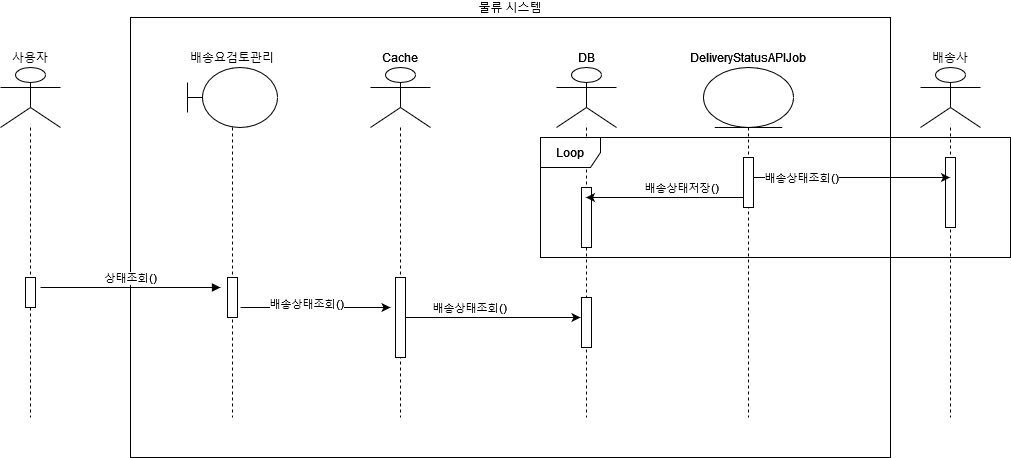 물류 시스템
사용자
배송요검토관리
Cache
DB
DeliveryStatusAPIJob
배송사
Loop
배송상태조회()
배송상태저장()
상태조회()
배송상태조회()
배송상태조회()